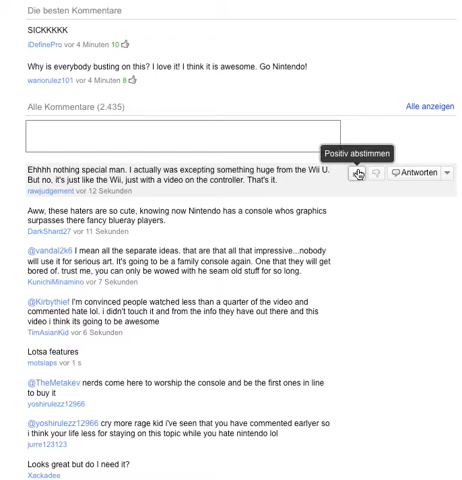 Die besten Kommentare
SICKKKKK
iDefinePro vor 4 Minuten 10
Why is everybody busting on this? I love it! I think it is awesome. Go Nintendo!
wariorulez101 vor 4 Minuten 8
Alle Kommentare (2.435)
Alle anzeigen
Positiv abstimmen
Ehhhh nothing special man. I actually was excepting something huge from the Wii U.
But no. it's just like the Wii, just with a video on the controller. That's it.
Antworten
rawjudgement vor 12 Sekunden
Aww, these haters are so cute, knowing now Nintendo has a console whos graphics
surpasses there fancy blueray players.
DarkShard27 vor 11 Sekunden
@vandal2k6 I mean all the separate ideas. that are that all that impressive...nobody
will use it for serious art. It's going to be a family console again. One that they will get
bored of. trust me, you can only be wowed with he seam old stuff for so long.
KunichiMinamino vor 7 Sekunden
@Kirbythief I'm convinced people watched less than a quarter of the video and
commented hate lol. i didn't touch it and from the info they have out there and this
video i think its going to be awesome
TimAsianKid vor 6 Sekunden
Lotsa features
motslaps vor 1 s
@TheMetakev nerds come here to worship the console and be the first ones in line
to buy it
yoshirulezz12966
@yoshirulezz12966 cry more rage kid i've seen that you have commented earlyer so
i think your life less for staying on this topic while you hate nintendo lol
jurre123123
Looks great but do I need it?
Xackadee